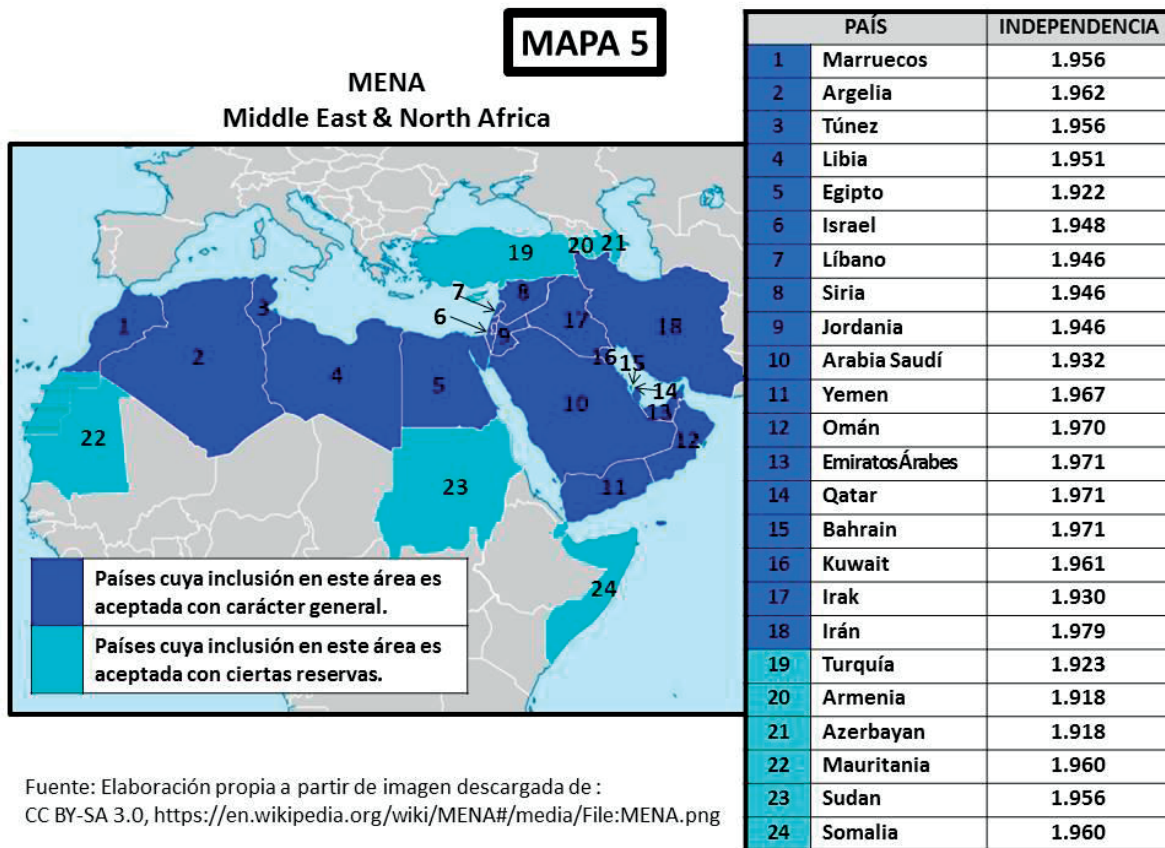 MAPA 5
MENA
Middle East & North Africa
1
2
3
4
5
6
7
8
9
10
11
12
13
14
15
16
17
18
19
20
21
22
23
24
Países cuya inclusión en este área es
aceptada con carácter general.
Países cuya inclusión en este área es
aceptada con ciertas reservas.
Fuente: Elaboración propia a partir de imagen descargada de :
CC BY-SA 3.0, https://en.wikipedia.org/wiki/MENA#/media/File:MENA.png
PAÍS INDEPENDENCIA
1 Marruecos 1.956
2 Argelia 1.962
3 Túnez 1.956
4 Libia 1.951
5 Egipto 1.922
6 Israel 1.948
7 Líbano 1.946
8 Siria 1.946
9 Jordania 1.946
10 Arabia Saudí 1.932
11 Yemen 1.967
12 Omán 1.970
13 Emiratos Árabes 1.971
14 Qatar 1.971
15 Bahrain 1.971
16 Kuwait 1.961
17 Irak 1.930
18 Irán 1.979
19 Turquía 1.923
20 Armenia 1.918
21 Azerbayan 1.918
22 Mauritania 1.960
23 Sudan 1.956
24 Somalia 1.960